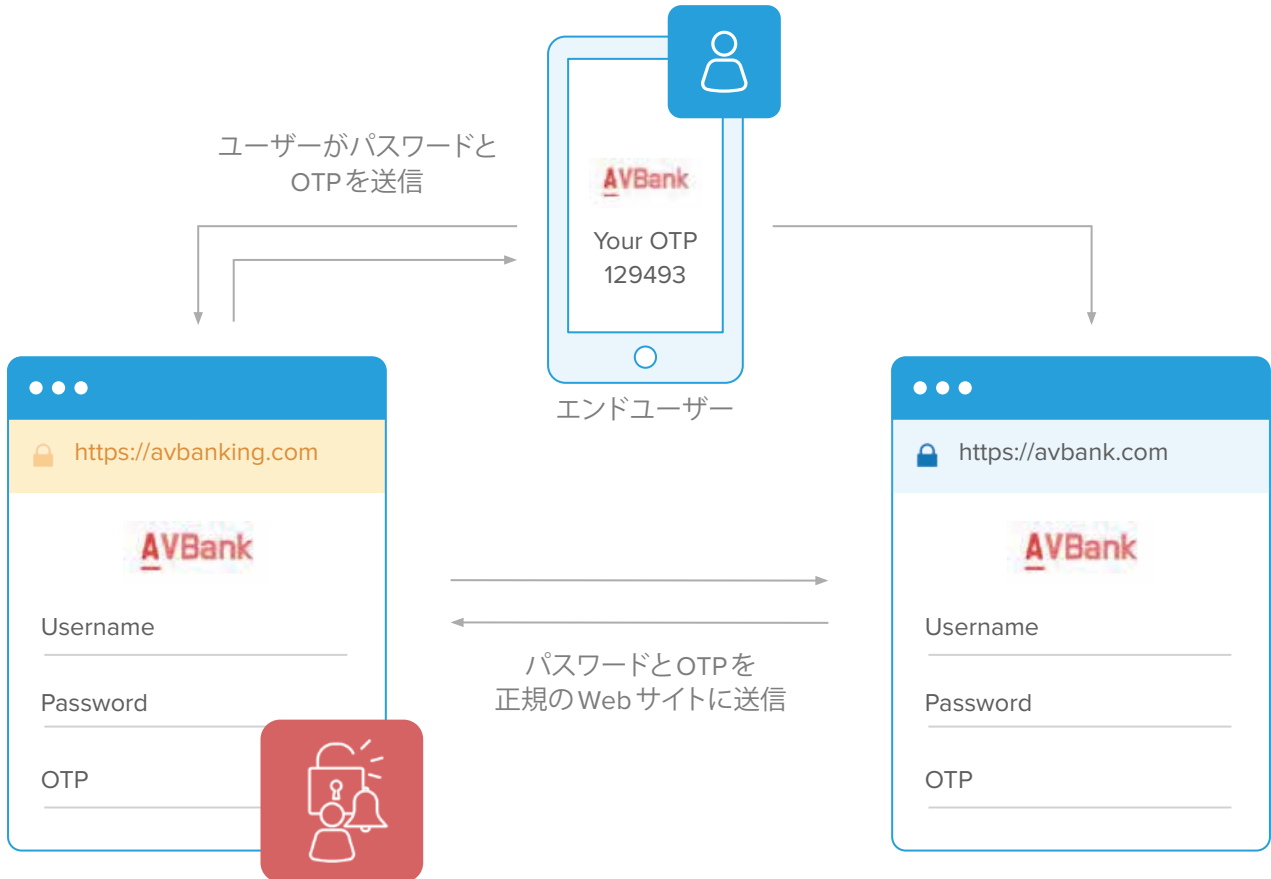 ユーザーがパスワードと
OTPを送信
AVBank
Your OTP
129493
エンドユーザー
https://avbanking.com
AVBank
Username
Password
OTP
パスワードとOTPを
正規のWebサイトに送信
https://avbank.com
AVBank
Username
Password
OTP